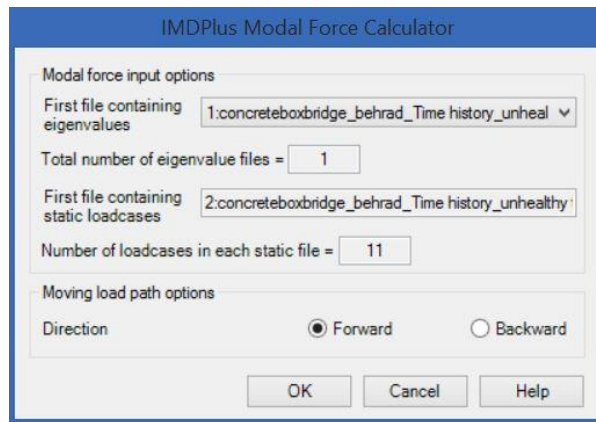 IMDPlus Modal Force Calculator
Modal force input options
First file containing
eigenvalues
1:concreteboxbridge_behrad_Time history_unheal
Total number of eigenvalue files = 1
First file containing
static loadcases
2:concreteboxbridge_behrad_Time history_unhealthy
Number of loadcases in each static file = 11
Moving load path options
Direction Forward Backward
OK Cancel Help